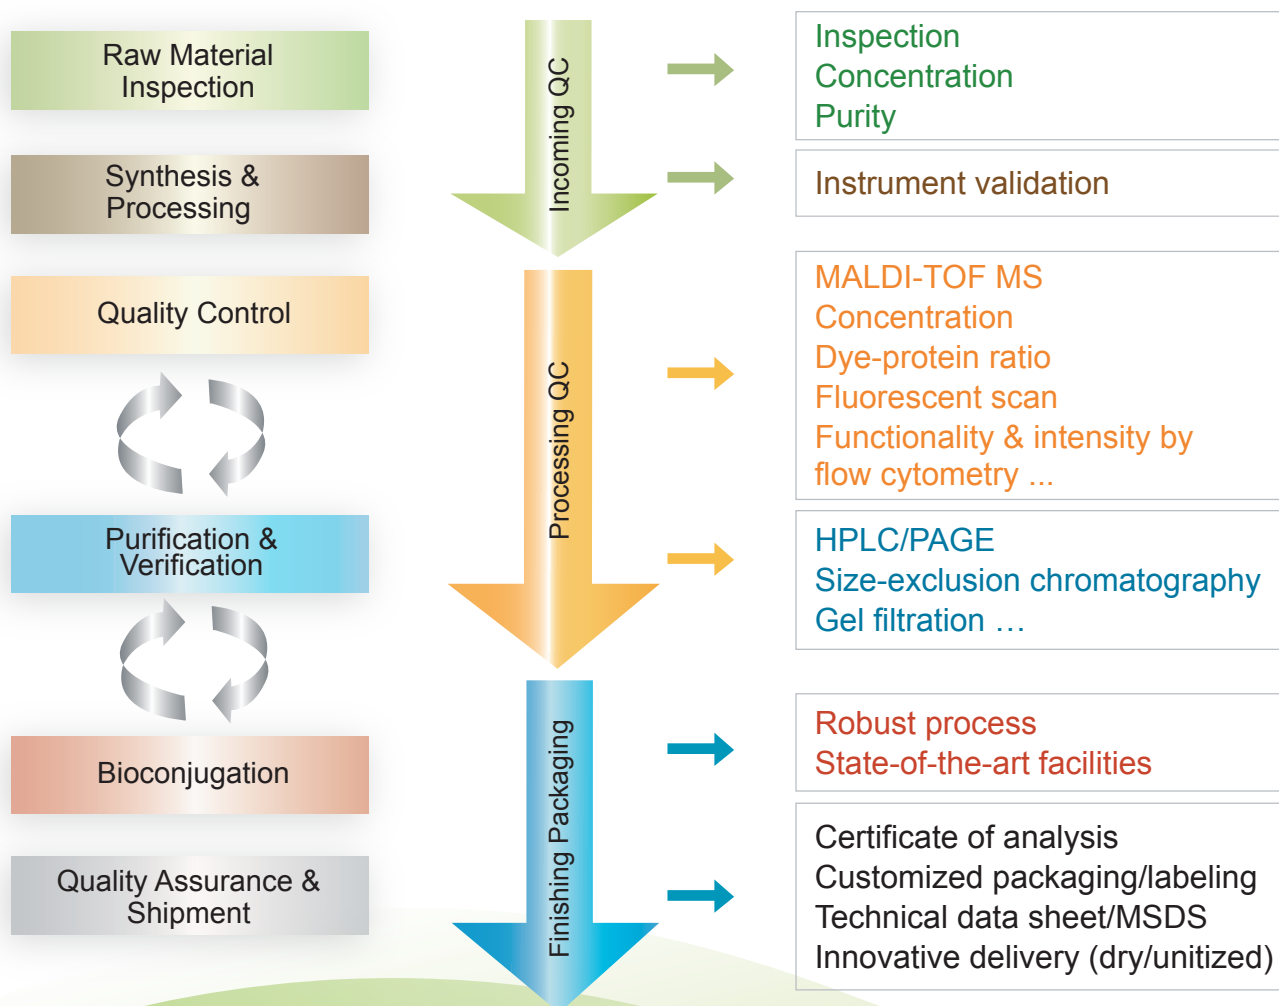 Raw Material
Inspection
Synthesis &
Processing
Quality Control
Purification &
Verification
Bioconjugation
Quality Assurance &
Shipment
Incoming QC
Processing QC
Finishing Packaging
Inspection
Concentration
Purity
Instrument validation
MALDI-TOF MS
Concentration
Dye-protein ratio
Fluorescent scan
Functionality & intensity by
flow cytometry ...
HPLC/PAGE
Size-exclusion chromatography
Gel filtration …
Robust process
State-of-the-art facilities
Certificate of analysis
Customized packaging/labeling
Technical data sheet/MSDS
Innovative delivery (dry/unitized)